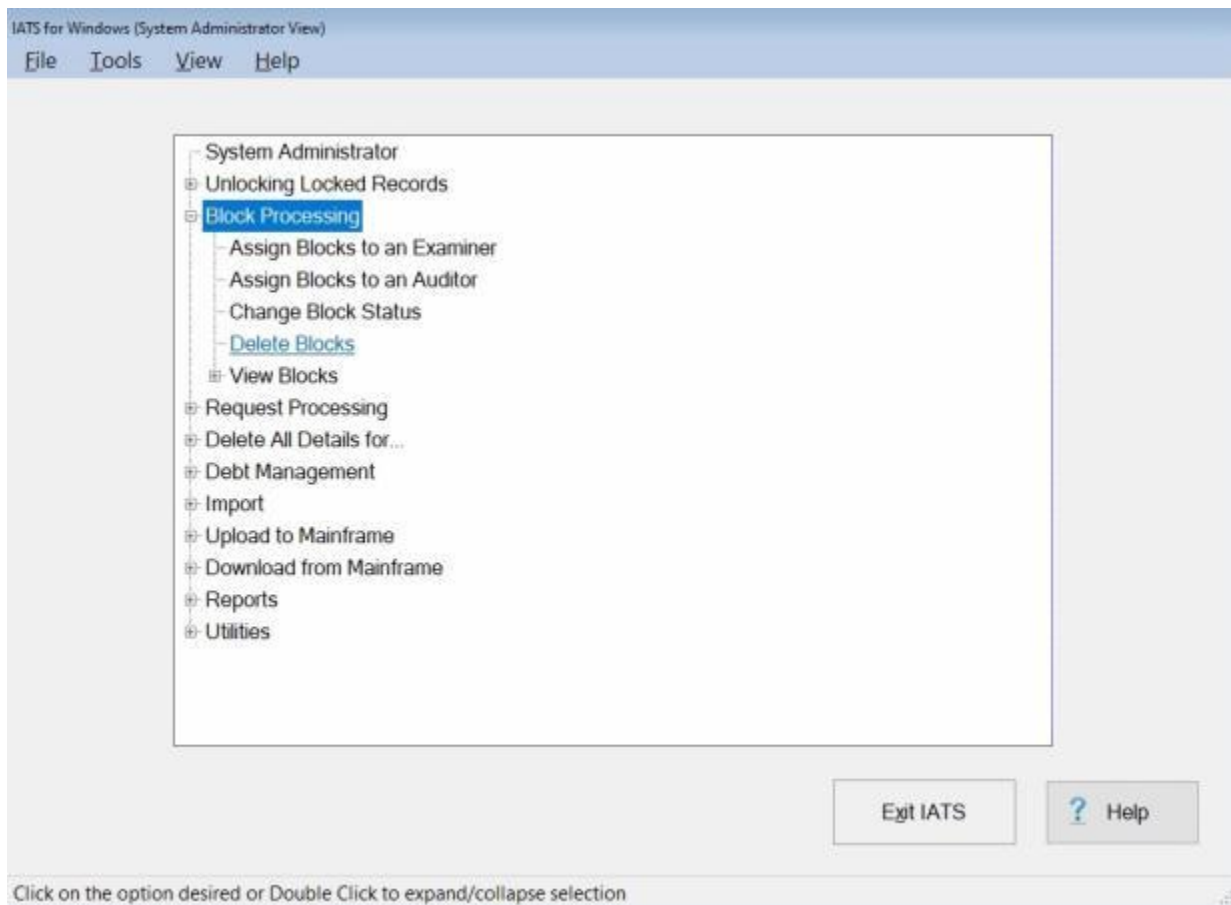 IATS for Windows (System Administrator View)
File Tools View Help
System Administrator
Unlocking Locked Records
Block Processing
Assign Blocks to an Examiner
Assign Blocks to an Auditor
Change Block Status
Delete Blocks
View Blocks
Request Processing
Delete All Details for...
Debt Management
Import
Upload to Mainframe
Download from Mainframe
Reports
Utilities
Exit IATS ? Help
Click on the option desired or Double Click to expand/collapse selection